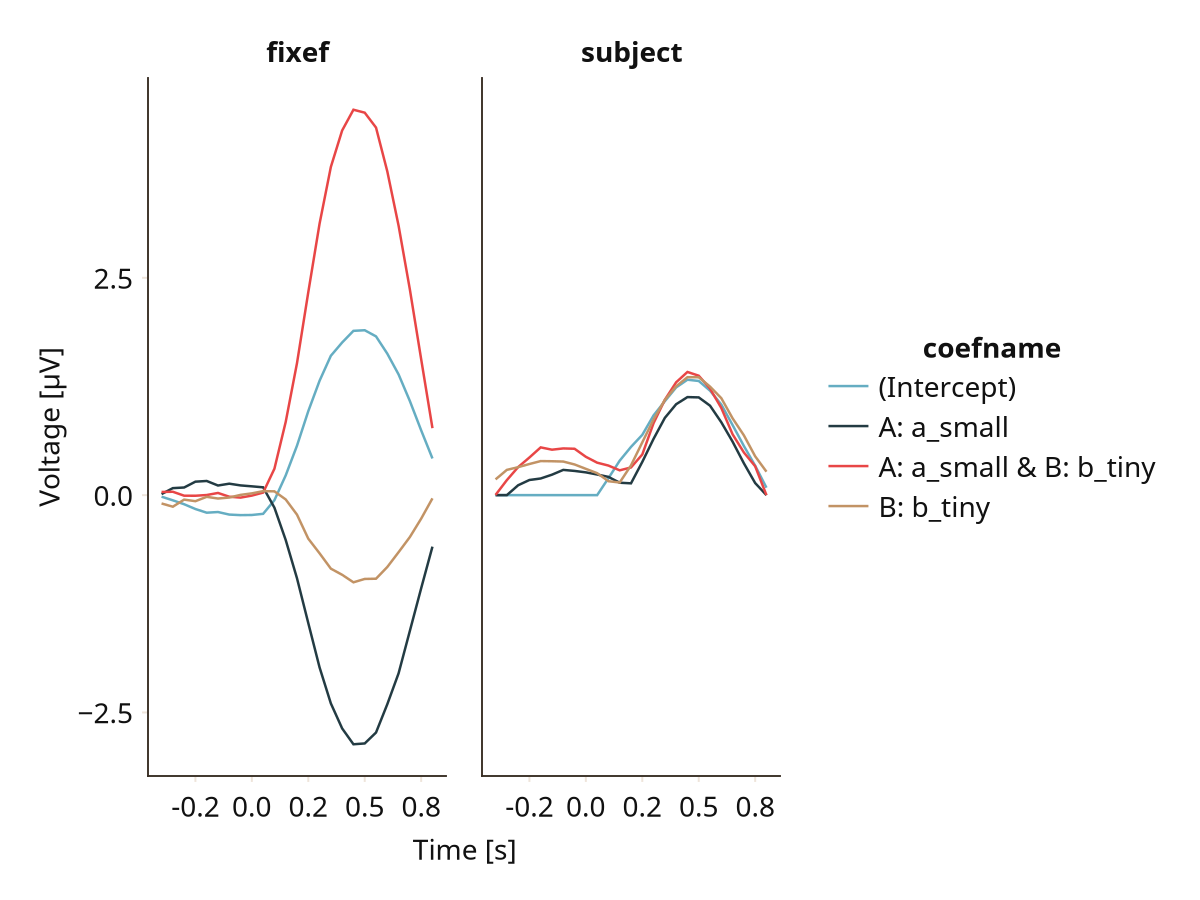 fixef
subject
Voltage [µV]
2.5
0.0
−2.5
-0.2 0.0 0.2 0.5 0.8
-0.2 0.0 0.2 0.5 0.8
Time [s]
coefname
(Intercept)
A: a_small
A: a_small & B: b_tiny
B: b_tiny